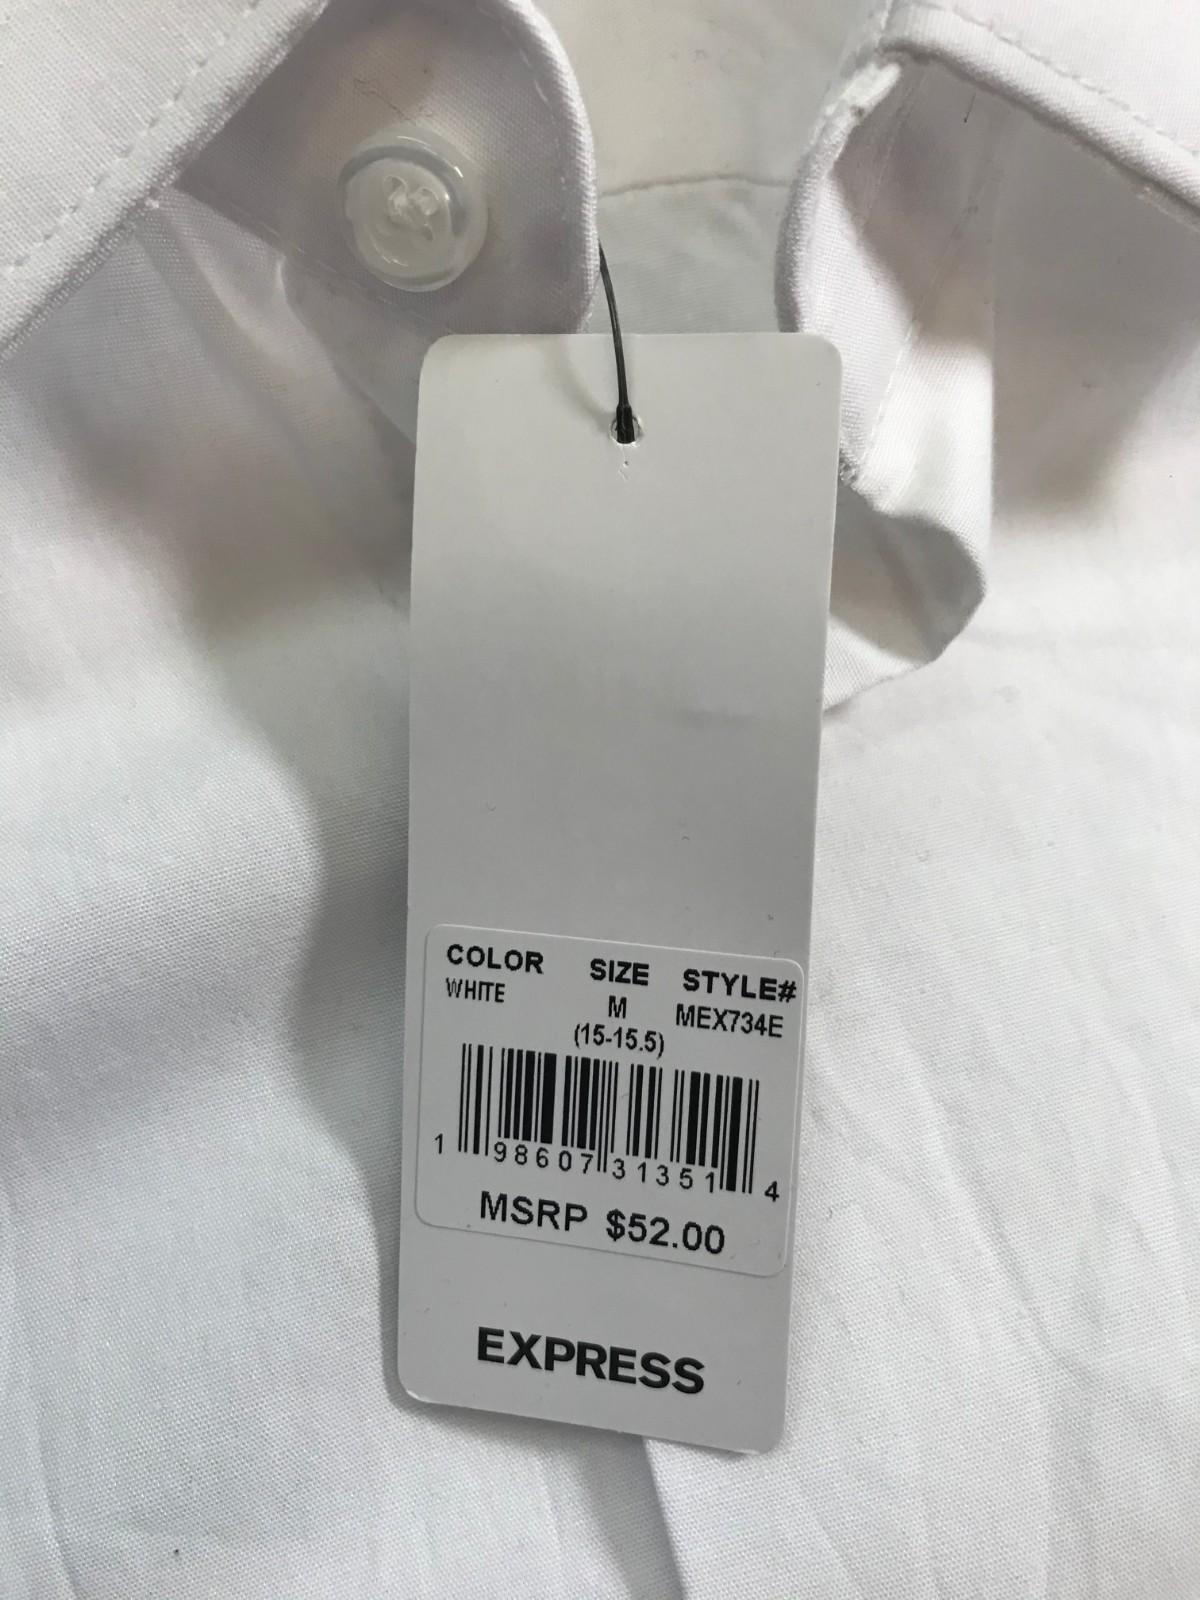 COLOR SIZE STYLE#
WHITE M MEX734E
(15-15.5)
1 98607 31351 4
MSRP $52.00
EXPRESS